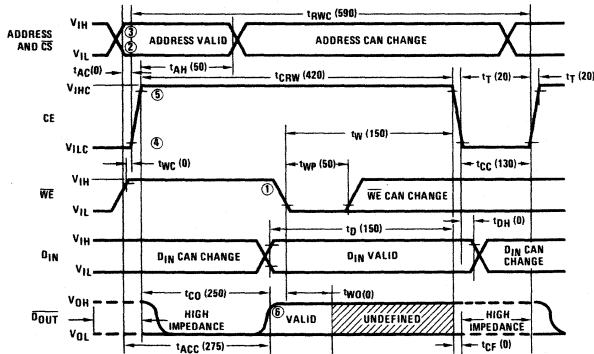 tRWC (590)
ADDRESS AND CS
VIH
VIL
③
②
ADDRESS VALID
ADDRESS CAN CHANGE
tAC(0)
tAH (50)
tCRW (420)
tT (20)
tT (20)
CE
VIHC
VILC
⑤
④
tW (150)
tWC (0)
tWP (50)
tCC (130)
WE
VIH
VIL
①
WE CAN CHANGE
tD (150)
tDH (0)
DIN
VIH
VIL
DIN CAN CHANGE
DIN VALID
DIN CAN CHANGE
tCO (250)
tWO(0)
DOUT
VOH
VOL
HIGH IMPEDANCE
⑥
VALID
UNDEFINED
HIGH IMPEDANCE
tACC (275)
tCF (0)